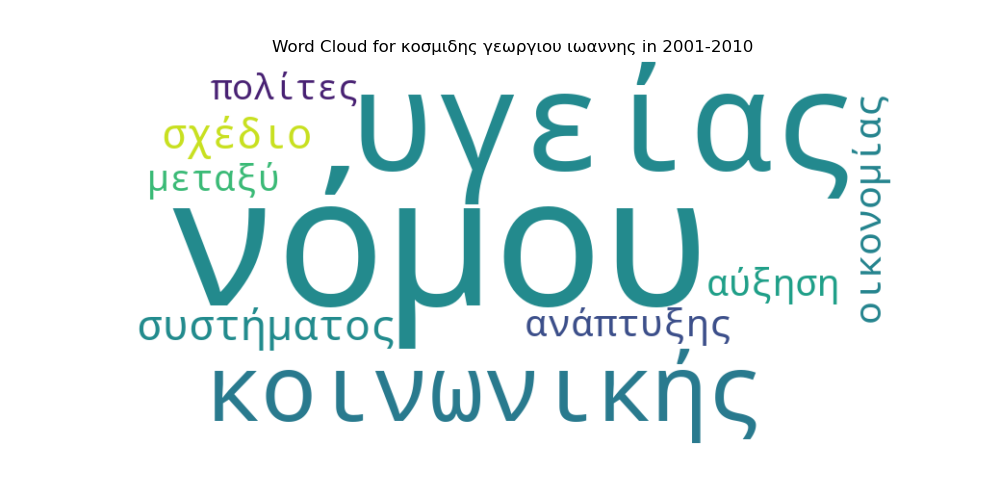 Word Cloud for κοσμιδης γεωργιου ιωαννης in 2001-2010
πολίτες
υγείας
σχέδιο
μεταξύ
οικονομίας
νόμου
αύξηση
συστήματος
ανάπτυξης
κοινωνικής